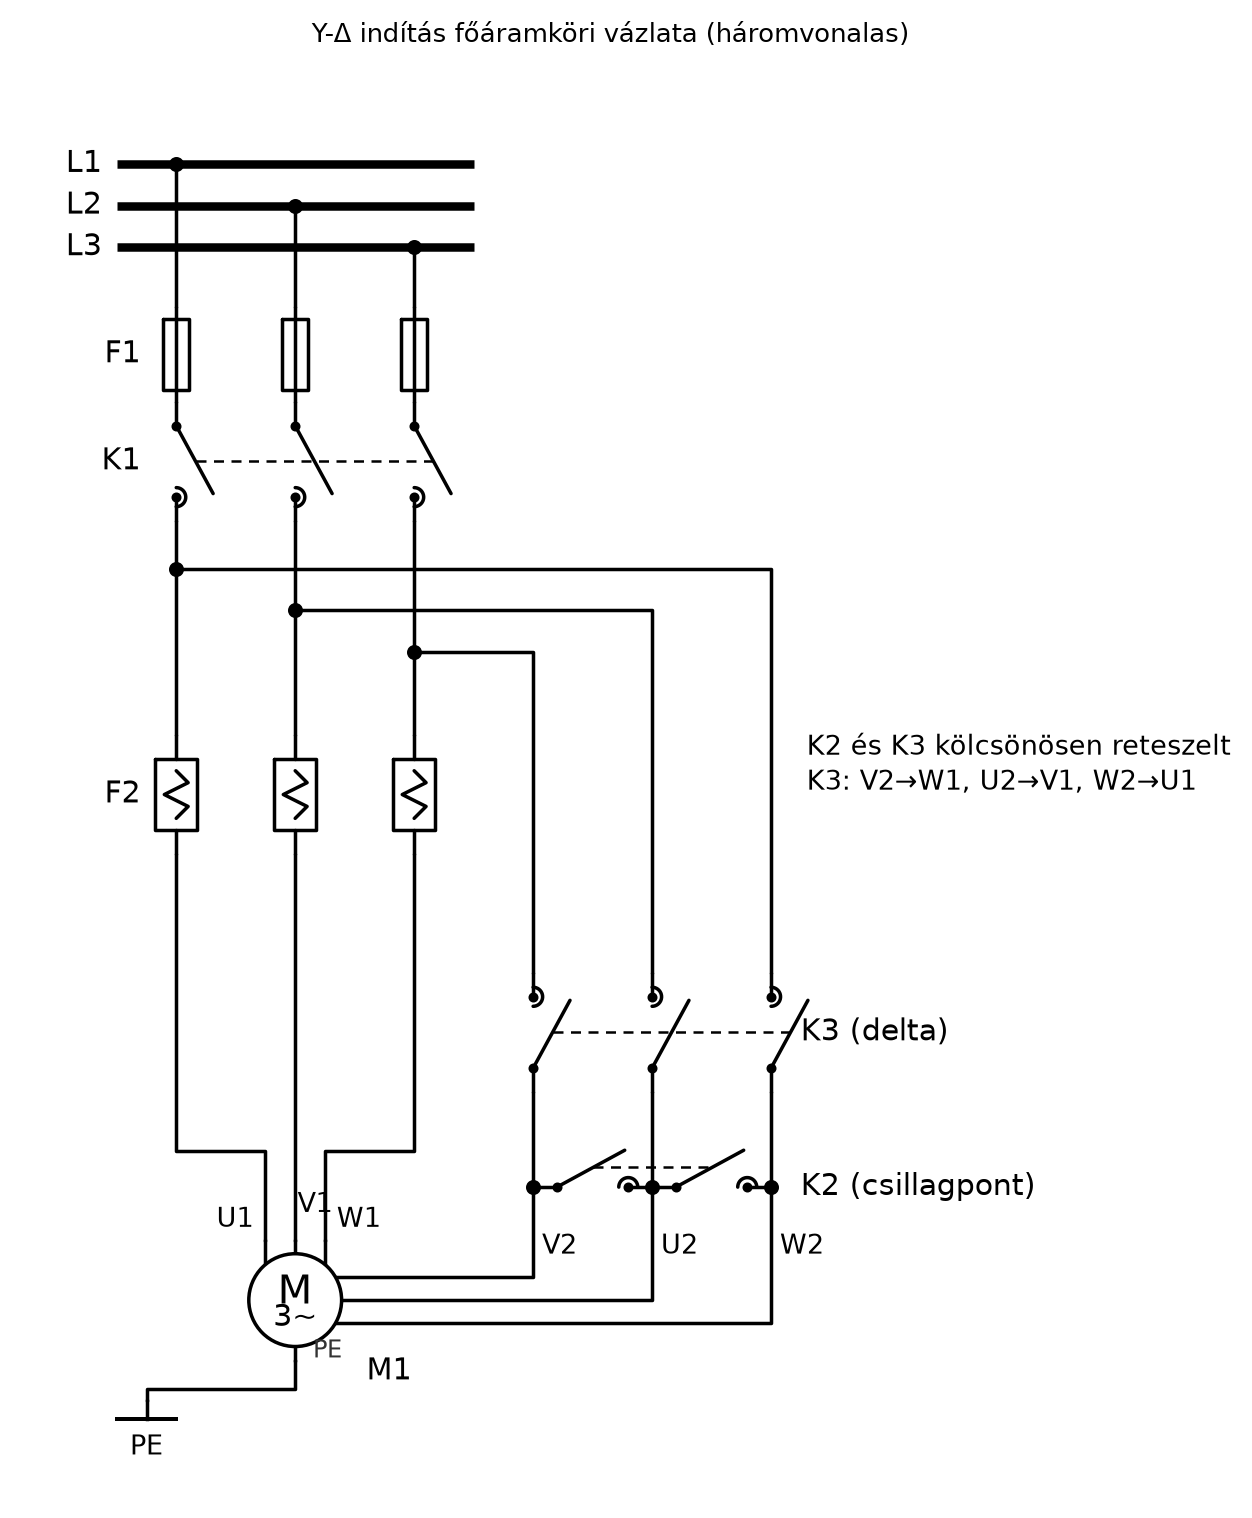 Y-Δ indítás főáramköri vázlata (háromvonalas)
L1
L2
L3
F1
K1
K2 és K3 kölcsönösen reteszelt
K3: V2→W1, U2→V1, W2→U1
F2
K3 (delta)
K2 (csillagpont)
U1
V1
W1
V2
U2
W2
M
3~
PE
M1
PE